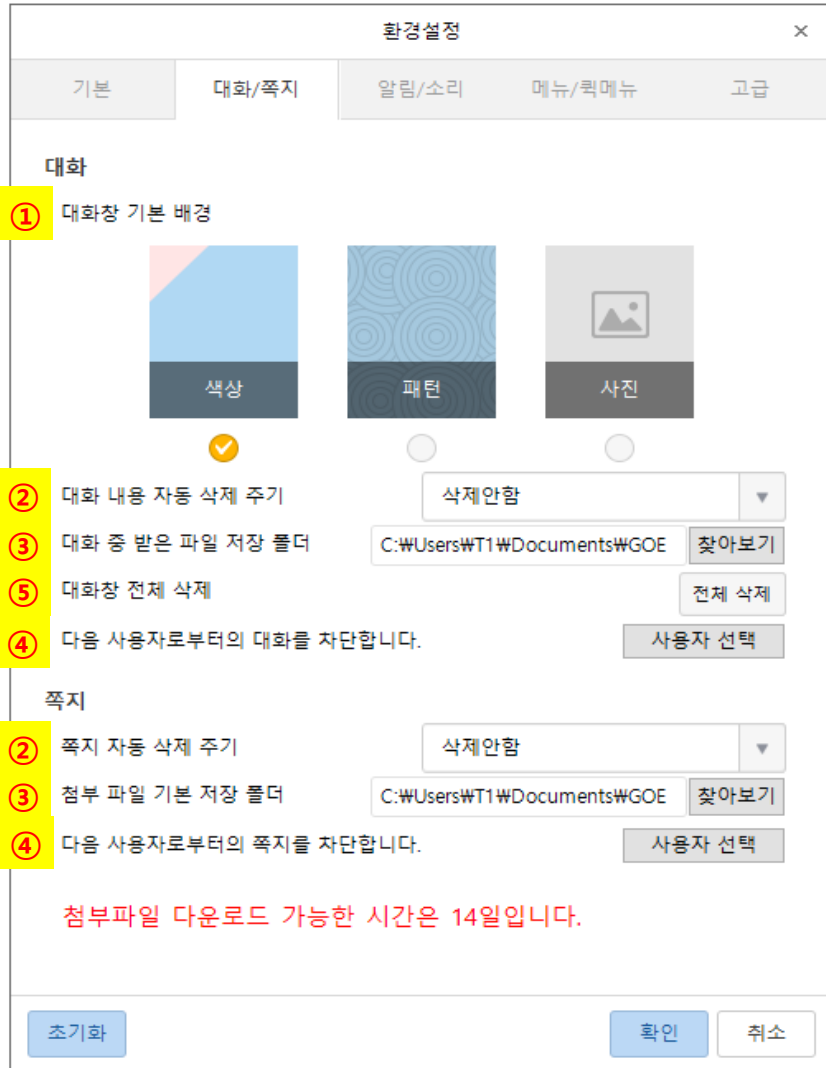 환경설정 ×
기본 대화/쪽지 알림/소리 메뉴/퀵메뉴 고급
대화
① 대화창 기본 배경
색상 패턴 사진
② 대화 내용 자동 삭제 주기 삭제안함 ▼
③ 대화 중 받은 파일 저장 폴더 C:₩Users₩T1₩Documents₩GOE 찾아보기
⑤ 대화창 전체 삭제 전체 삭제
④ 다음 사용자로부터의 대화를 차단합니다. 사용자 선택
쪽지
② 쪽지 자동 삭제 주기 삭제안함 ▼
③ 첨부 파일 기본 저장 폴더 C:₩Users₩T1₩Documents₩GOE 찾아보기
④ 다음 사용자로부터의 쪽지를 차단합니다. 사용자 선택
첨부파일 다운로드 가능한 시간은 14일입니다.
초기화 확인 취소